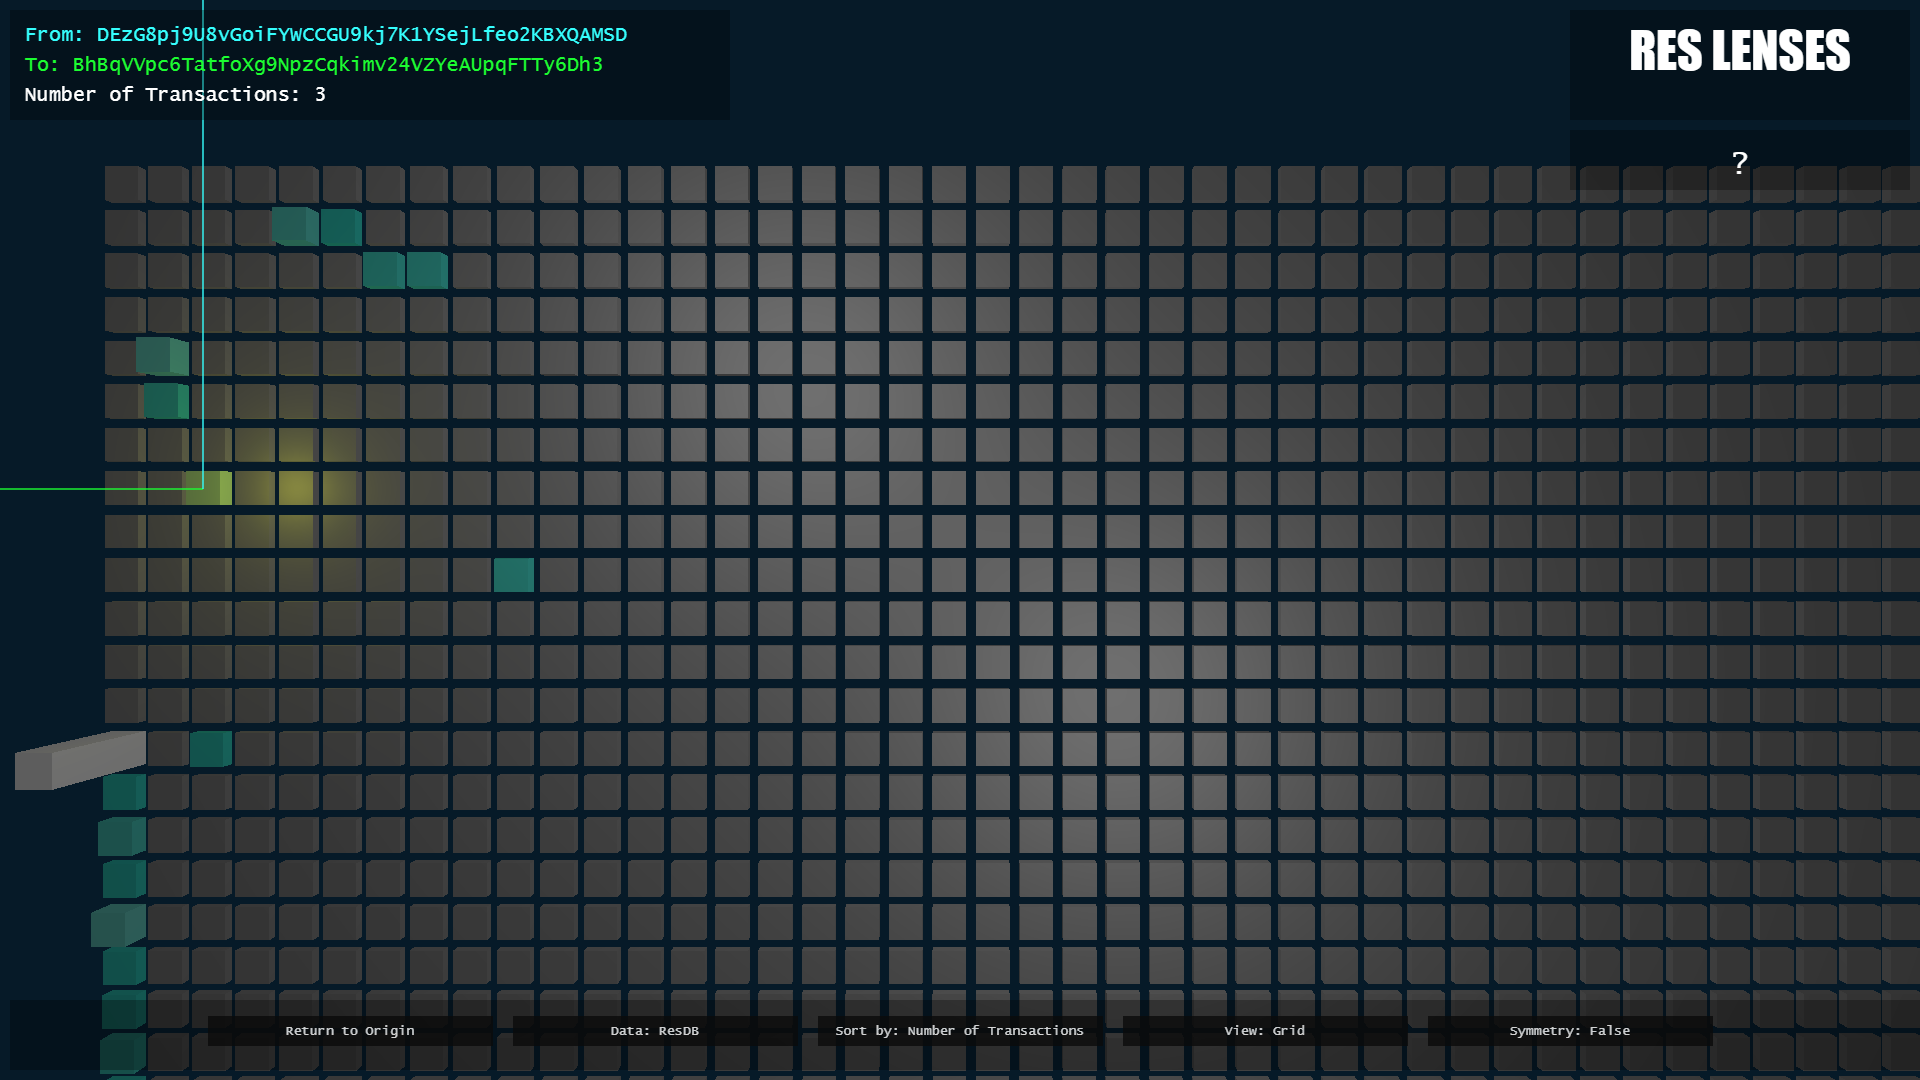 From: DEzG8pj9U8vGoiFYWCCGU9kj7K1YSejLfeo2KBXQAMSD
To: BhBqVVpc6TatfoXg9NpzCqkimv24VZYeAUpqFTTy6Dh3
Number of Transactions: 3
RES LENSES
?
Return to Origin
Data: ResDB
Sort by: Number of Transactions
View: Grid
Symmetry: False